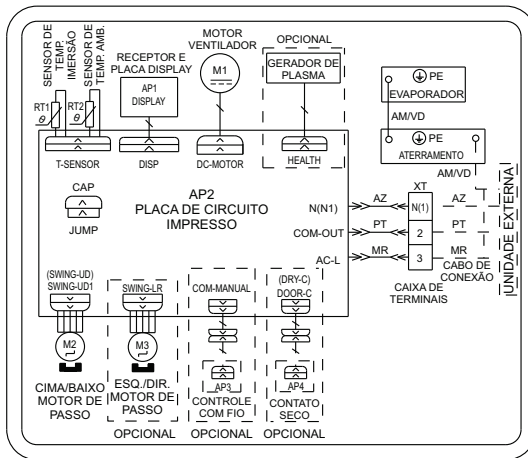 SENSOR DE
TEMP.
IMERSÃO
SENSOR DE
TEMP. AMB.
RT1
θ
RT2
θ
T-SENSOR
RECEPTOR E
PLACA DISPLAY
AP1
DISPLAY
DISP
MOTOR
VENTILADOR
M1
DC-MOTOR
OPCIONAL
GERADOR DE
PLASMA
HEALTH
PE
EVAPORADOR
AM/VD
PE
ATERRAMENTO
AM/VD
CAP
JUMP
AP2
PLACA DE CIRCUITO
IMPRESSO
N(N1)
COM-OUT
AC-L
AZ
PT
MR
XT
N(1)
2
3
AZ
PT
MR
CABO DE
CONEXÃO
CAIXA DE
TERMINAIS
UNIDADE EXTERNA
(SWING-UD)
SWING-UD1
M2
CIMA/BAIXO
MOTOR DE
PASSO
SWING-LR
M3
ESQ./DIR.
MOTOR DE
PASSO
OPCIONAL
COM-MANUAL
AP3
CONTROLE
COM FIO
OPCIONAL
(DRY-C)
DOOR-C
AP4
CONTATO
SECO
OPCIONAL